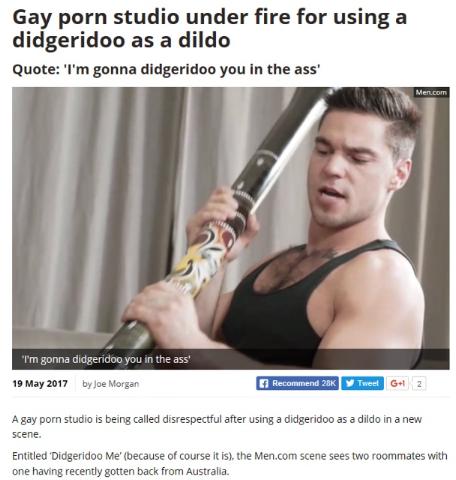 Gay porn studio under fire for using a
didgeridoo as a dildo
Quote: 'I'm gonna didgeridoo you in the ass'
Men.com
'I'm gonna didgeridoo you in the ass'
19 May 2017 by Joe Morgan
Recommend 28K Tweet G+1 2
A gay porn studio is being called disrespectful after using a didgeridoo as a dildo in a new
scene.
Entitled 'Didgeridoo Me' (because of course it is), the Men.com scene sees two roommates with
one having recently gotten back from Australia.